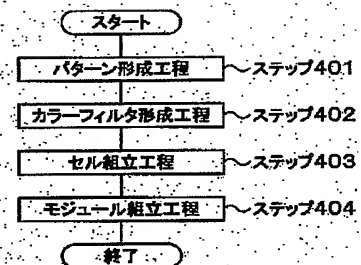 スタート
パターン形成工程 ～ステップ401
カラーフィルタ形成工程 ～ステップ402
セル組立工程 ～ステップ403
モジュール組立工程 ～ステップ404
終了